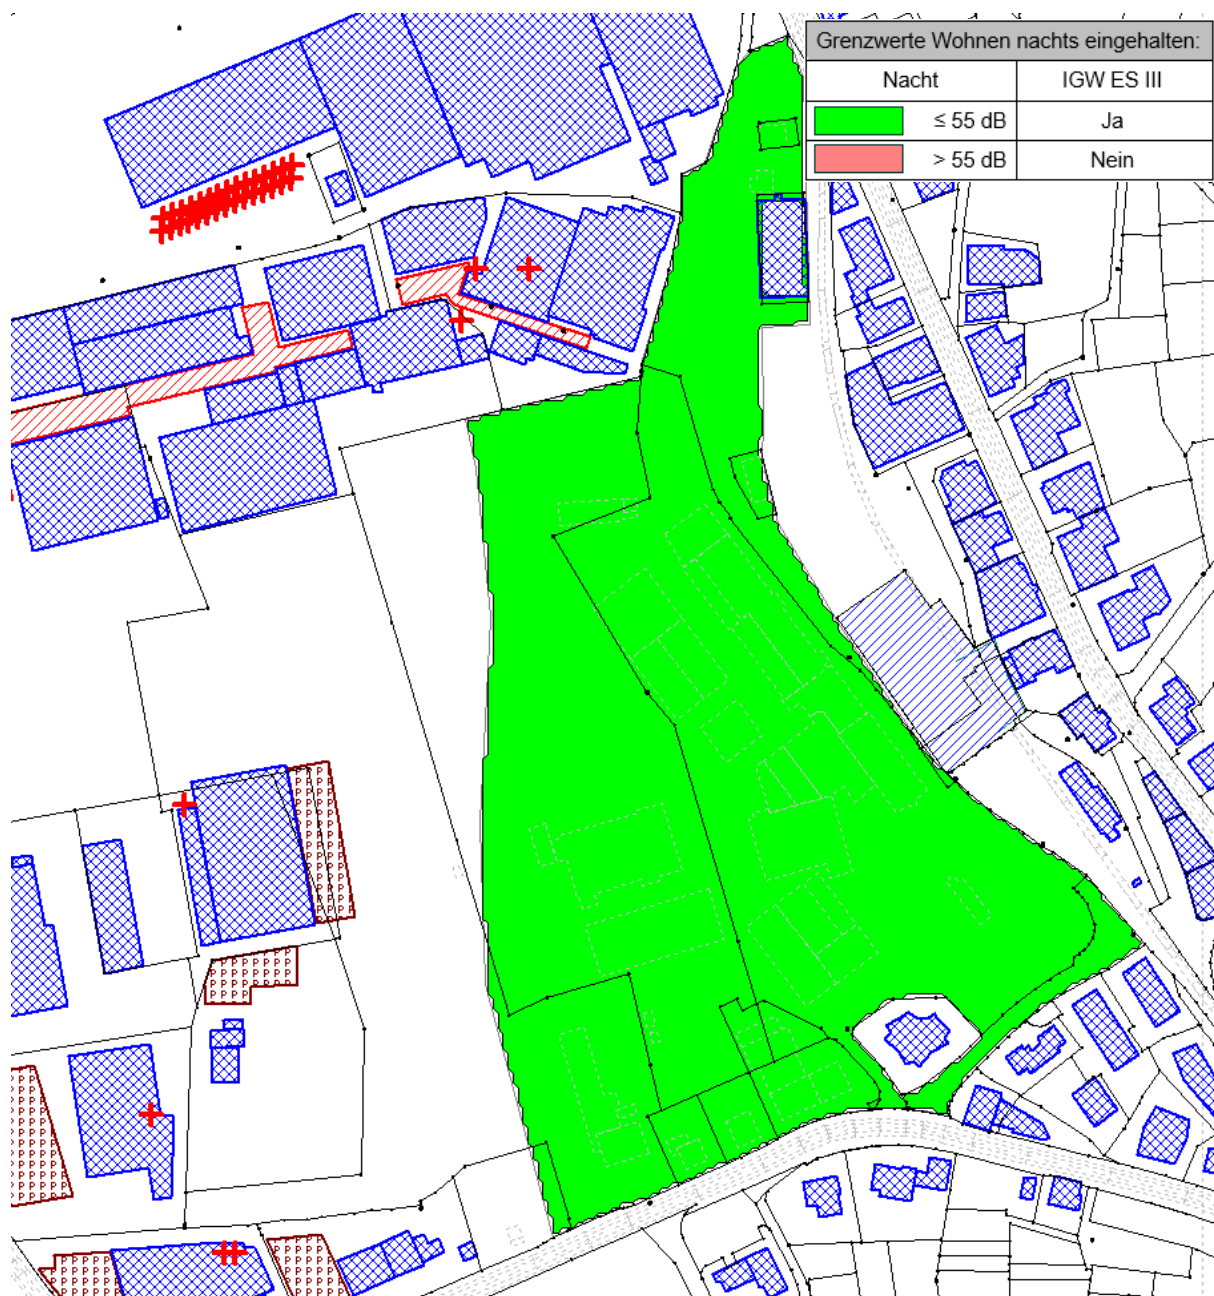 Grenzwerte Wohnen nachts eingehalten:
Nacht IGW ES III
≤ 55 dB Ja
> 55 dB Nein